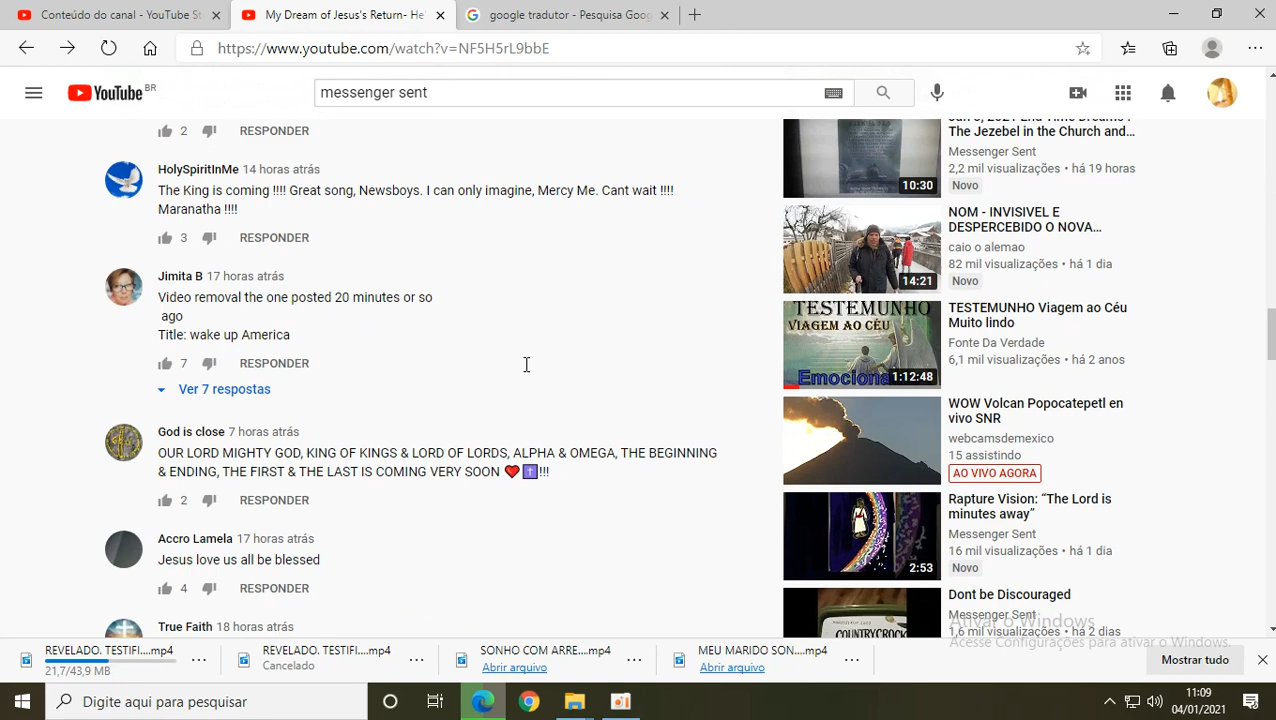 Conteúdo do canal - YouTube St
My Dream of Jesus's Return- He
google tradutor - Pesquisa Goog
https://www.youtube.com/watch?v=NF5H5rL9bbE
YouTube BR
messenger sent
2 RESPONDER
HolySpiritInMe 14 horas atrás
The King is coming !!!! Great song, Newsboys. I can only imagine, Mercy Me. Cant wait !!!!
Maranatha !!!!
3 RESPONDER
Jimita B 17 horas atrás
Video removal the one posted 20 minutes or so
ago
Title: wake up America
7 RESPONDER
Ver 7 respostas
God is close 7 horas atrás
OUR LORD MIGHTY GOD, KING OF KINGS & LORD OF LORDS, ALPHA & OMEGA, THE BEGINNING
& ENDING, THE FIRST & THE LAST IS COMING VERY SOON ❤️✝️!!!
2 RESPONDER
Accro Lamela 17 horas atrás
Jesus love us all be blessed
4 RESPONDER
True Faith 18 horas atrás
The Jezebel in the Church and...
Messenger Sent
2,2 mil visualizações • há 19 horas
Novo
10:30
NOM - INVISIVEL E
DESPERCEBIDO O NOVA...
caio o alemao
82 mil visualizações • há 1 dia
Novo
14:21
TESTEMUNHO
VIAGEM AO CÉU
Emociona
1:12:48
TESTEMUNHO Viagem ao Céu
Muito lindo
Fonte Da Verdade
6,1 mil visualizações • há 2 anos
WOW Volcan Popocatepetl en
vivo SNR
webcamsdemexico
15 assistindo
AO VIVO AGORA
Rapture Vision: “The Lord is
minutes away”
Messenger Sent
16 mil visualizações • há 1 dia
Novo
2:53
Dont be Discouraged
Messenger Sent
1,6 mil visualizações • há 2 dias
COUNTRY CROCK
Ativar o Windows
Acesse Configurações para ativar o Windows.
REVELADO. TESTIFI....mp4
21,7/43,9 MB
REVELADO. TESTIFI....mp4
Cancelado
SONHO COM ARRE....mp4
Abrir arquivo
MEU MARIDO SON....mp4
Abrir arquivo
Mostrar tudo
Digite aqui para pesquisar
11:09
04/01/2021